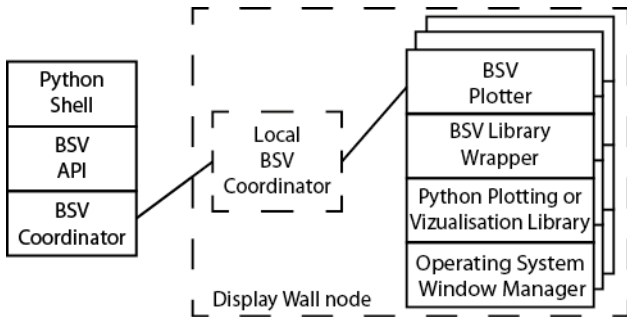 Python
Shell
BSV
API
BSV
Coordinator
Local
BSV
Coordinator
BSV
Plotter
BSV Library
Wrapper
Python Plotting or
Vizualisation Library
Operating System
Window Manager
Display Wall node